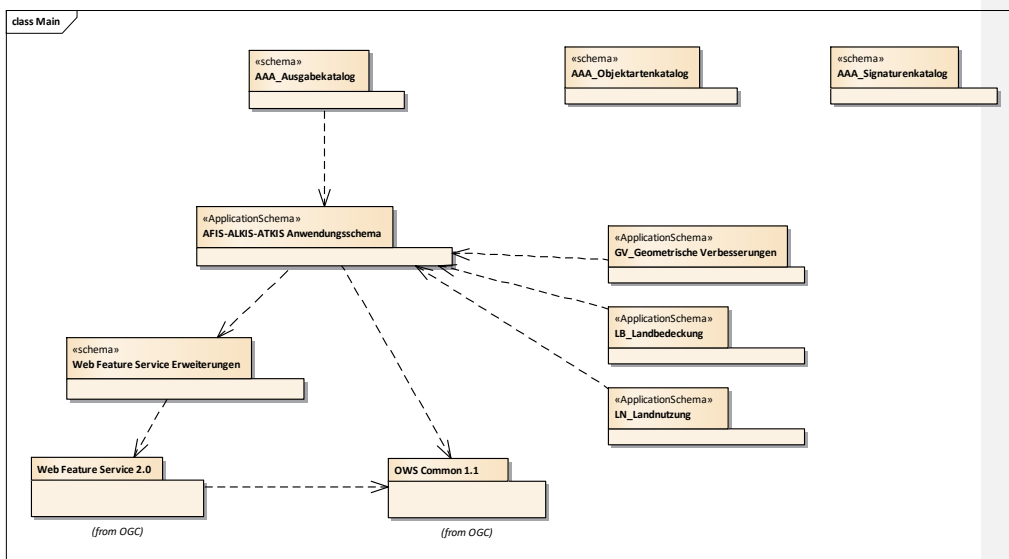 class Main
«schema»
AAA_Ausgabekatalog
«schema»
AAA_Objektartenkatalog
«schema»
AAA_Signaturenkatalog
«ApplicationSchema»
AFIS-ALKIS-ATKIS Anwendungsschema
«ApplicationSchema»
GV_Geometrische Verbesserungen
«ApplicationSchema»
LB_Landbedeckung
«schema»
Web Feature Service Erweiterungen
«ApplicationSchema»
LN_Landnutzung
Web Feature Service 2.0
OWS Common 1.1
(from OGC)
(from OGC)